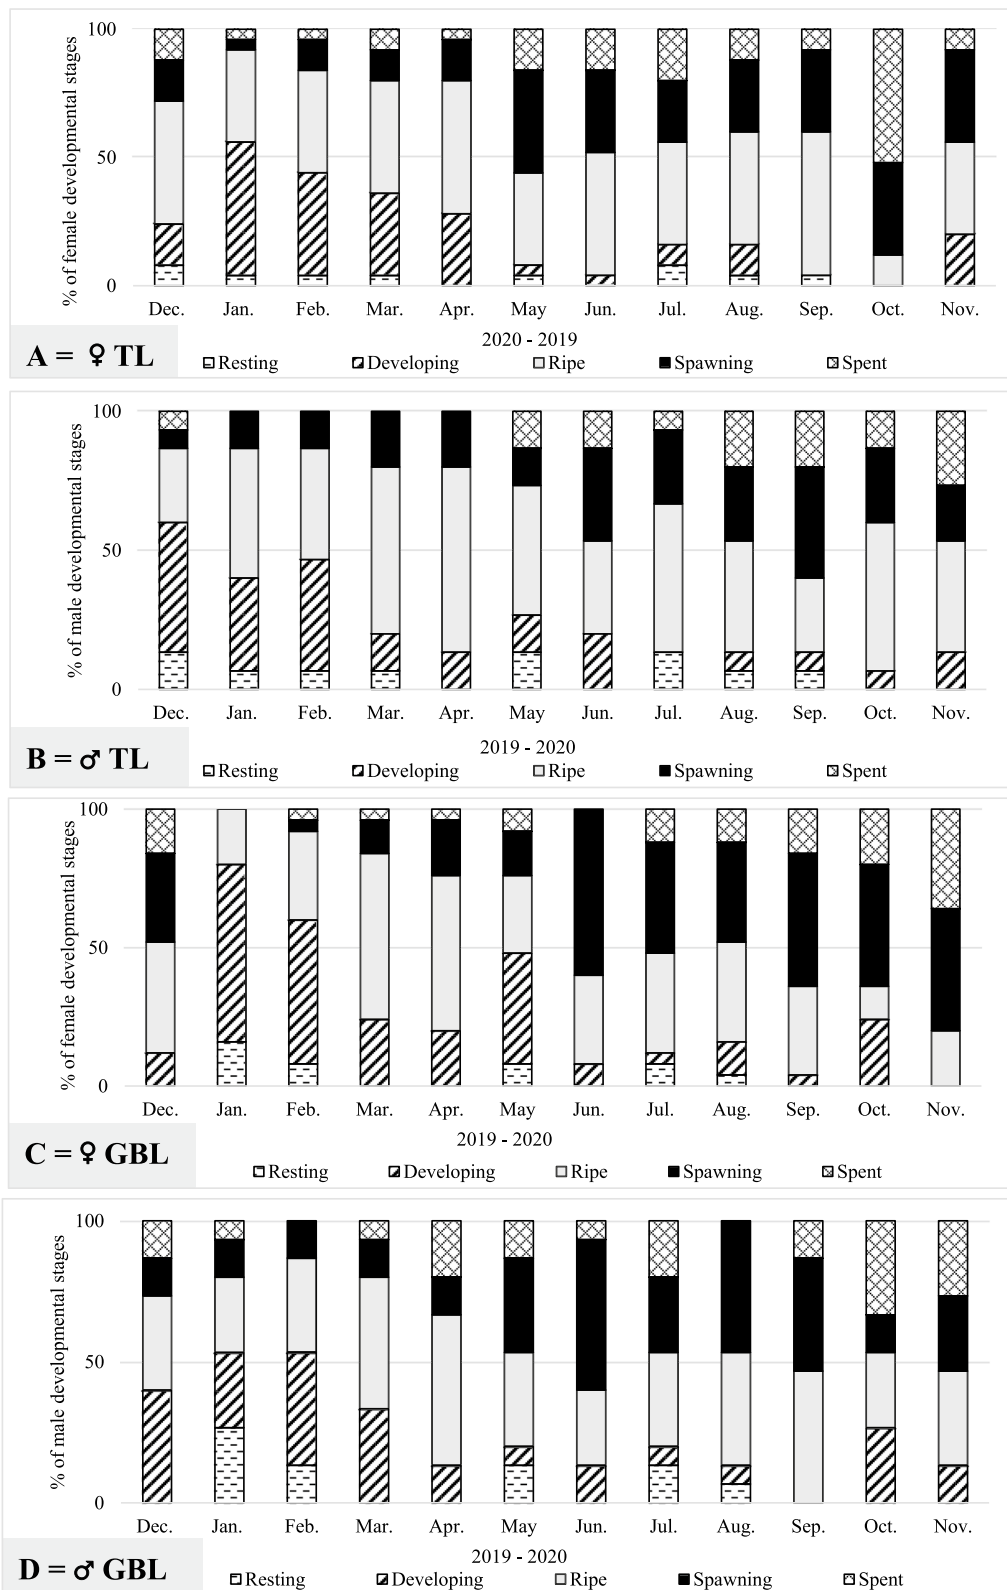 % of female developmental stages
100
50
0
Dec. Jan. Feb. Mar. Apr. May Jun. Jul. Aug. Sep. Oct. Nov.
2020 - 2019
A = ♀ TL
Resting Developing Ripe Spawning Spent
% of male developmental stages
100
50
0
Dec. Jan. Feb. Mar. Apr. May Jun. Jul. Aug. Sep. Oct. Nov.
2019 - 2020
B = ♂ TL
Resting Developing Ripe Spawning Spent
% of female developmental stages
100
50
0
Dec. Jan. Feb. Mar. Apr. May Jun. Jul. Aug. Sep. Oct. Nov.
2019 - 2020
C = ♀ GBL
Resting Developing Ripe Spawning Spent
% of male developmental stages
100
50
0
Dec. Jan. Feb. Mar. Apr. May Jun. Jul. Aug. Sep. Oct. Nov.
2019 - 2020
D = ♂ GBL
Resting Developing Ripe Spawning Spent